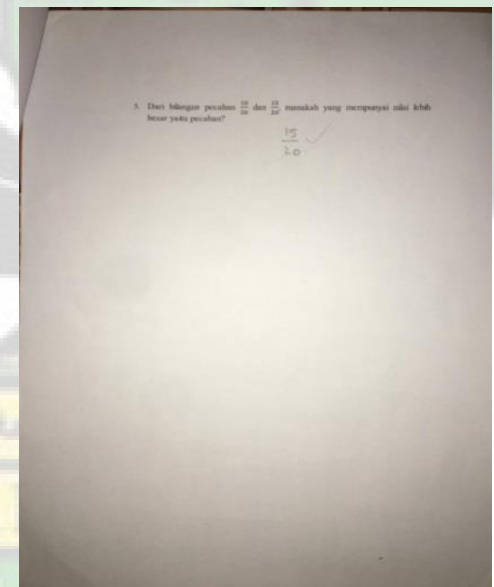 5. Dari bilangan pecahan dan manakah yang mempunyai nilai lebih
besar yaitu pecahan?
15
20